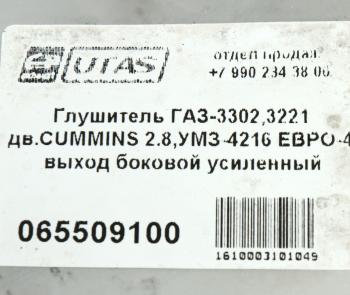 UTAS
отдел продаж
+7 990 234 38 00
Глушитель ГАЗ-3302,3221
дв.CUMMINS 2.8,УМЗ-4216 ЕВРО-4
выход боковой усиленный
065509100
1610003101049